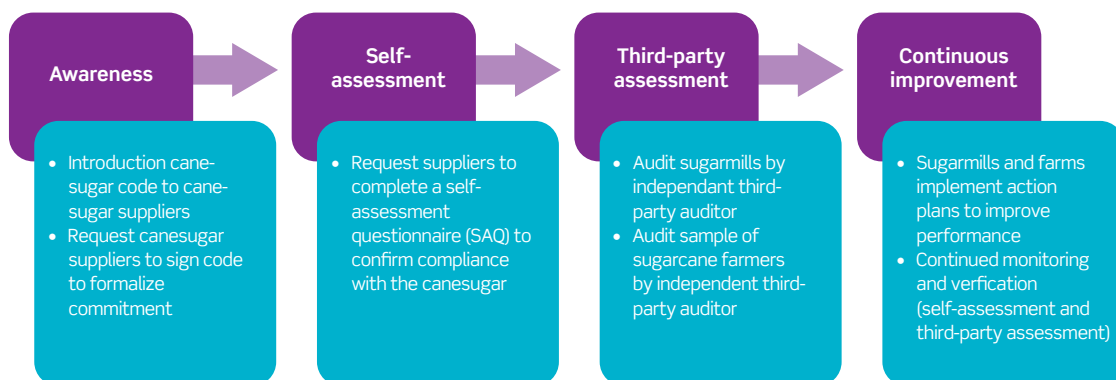 Awareness
• Introduction cane-
sugar code to cane-
sugar suppliers
• Request canesugar
suppliers to sign code
to formalize
commitment
Self-
assessment
• Request suppliers to
complete a self-
assessment
questionnaire (SAQ) to
confirm compliance
with the canesugar
Third-party
assessment
• Audit sugarmills by
independant third-
party auditor
• Audit sample of
sugarcane farmers
by independent third-
party auditor
Continuous
improvement
• Sugarmills and farms
implement action
plans to improve
performance
• Continued monitoring
and verfication
(self-assessment and
third-party assessment)